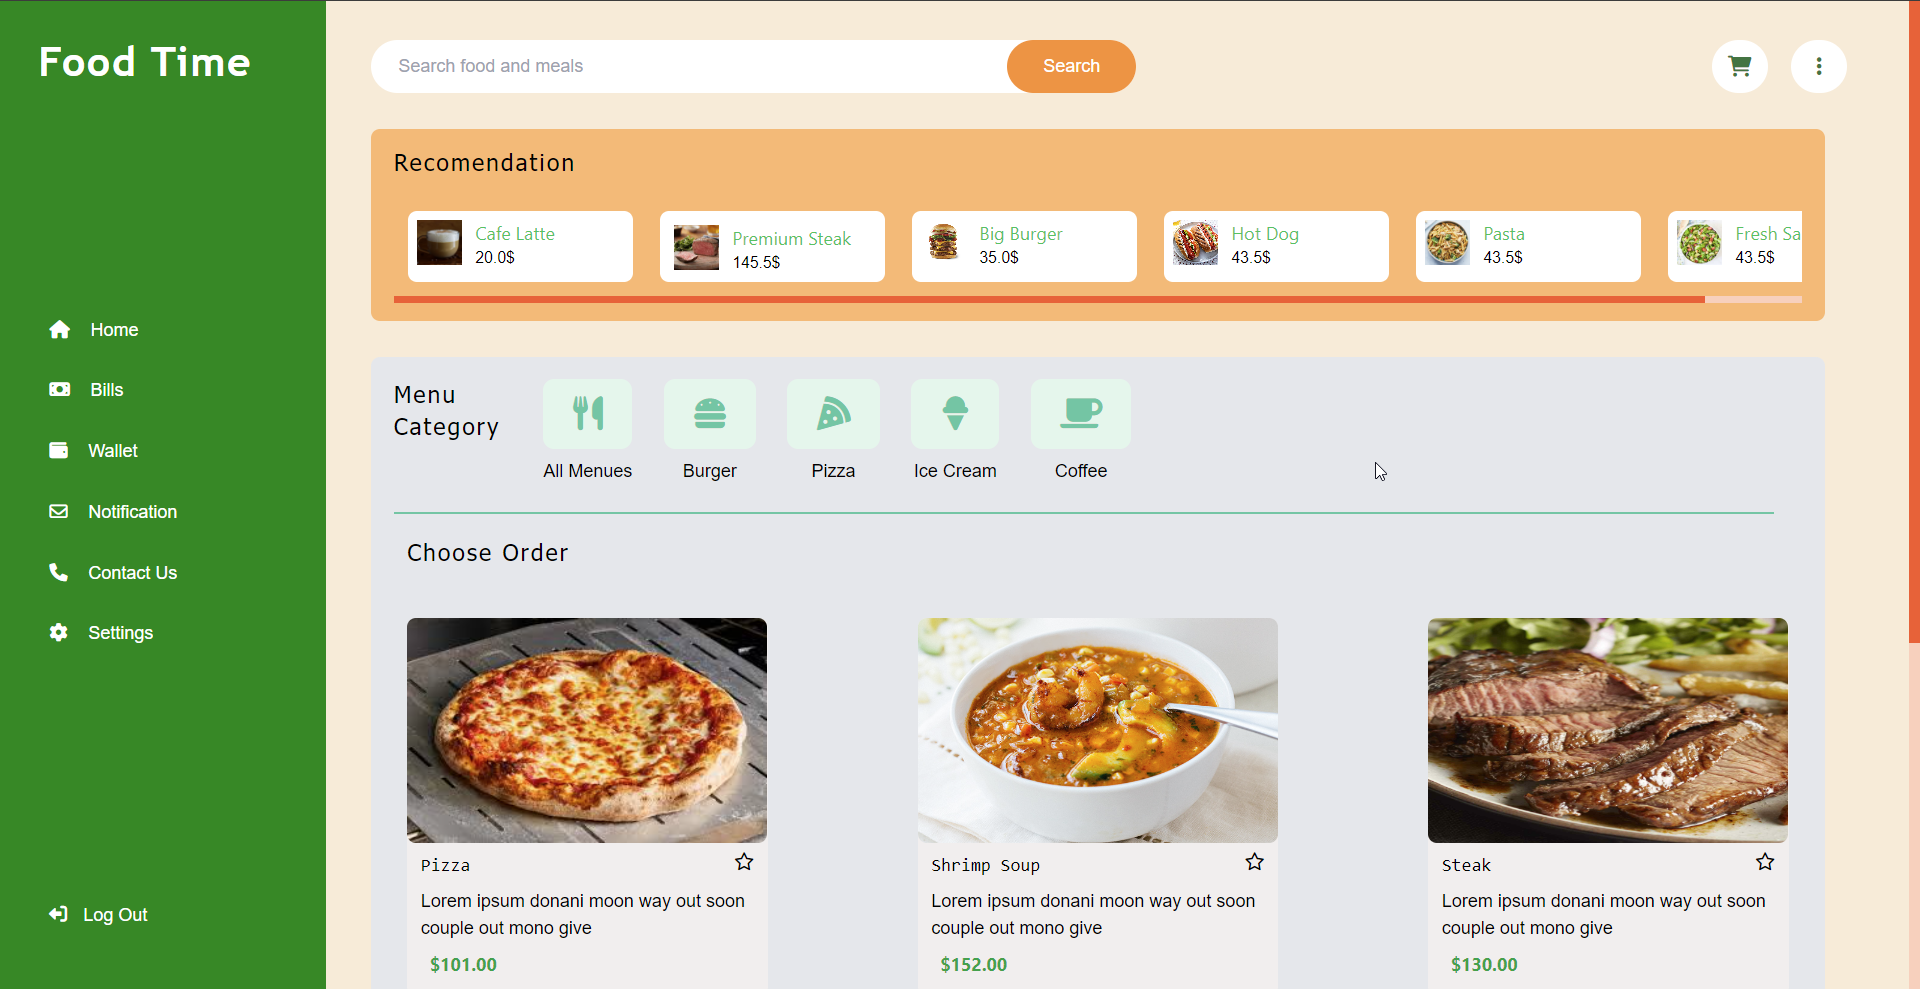 Food Time
Search food and meals
Search
Recomendation
Cafe Latte
20.0$
Premium Steak
145.5$
Big Burger
35.0$
Hot Dog
43.5$
Pasta
43.5$
Fresh Sa
43.5$
Home
Bills
Wallet
Notification
Contact Us
Settings
Log Out
Menu
Category
All Menues
Burger
Pizza
Ice Cream
Coffee
Choose Order
Pizza
Lorem ipsum donani moon way out soon
couple out mono give
$101.00
Shrimp Soup
Lorem ipsum donani moon way out soon
couple out mono give
$152.00
Steak
Lorem ipsum donani moon way out soon
couple out mono give
$130.00